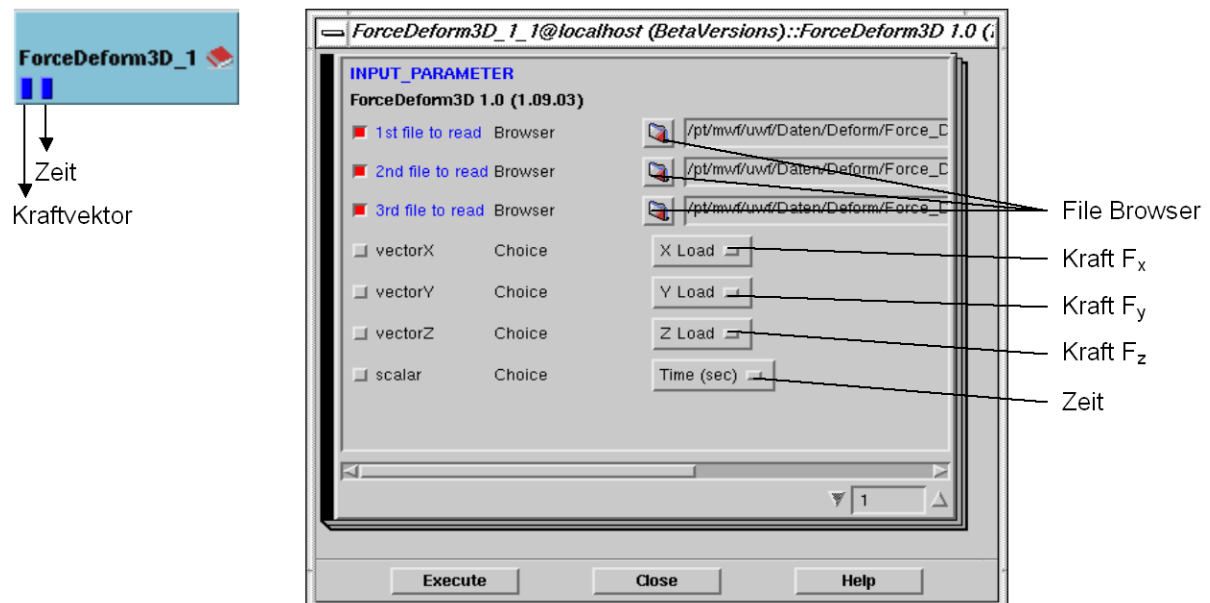 ForceDeform3D_1
Zeit
Kraftvektor
ForceDeform3D_1_1@localhost (BetaVersions)::ForceDeform3D 1.0 (
INPUT_PARAMETER
ForceDeform3D 1.0 (1.09.03)
1st file to read Browser /pt/mwf/uwf/Daten/Deform/Force_D
2nd file to read Browser /pt/mwf/uwf/Daten/Deform/Force_D
3rd file to read Browser /pt/mwf/uwf/Daten/Deform/Force_D
File Browser
vectorX Choice X Load
Kraft Fx
vectorY Choice Y Load
Kraft Fy
vectorZ Choice Z Load
Kraft Fz
scalar Choice Time (sec)
Zeit
1
Execute Close Help